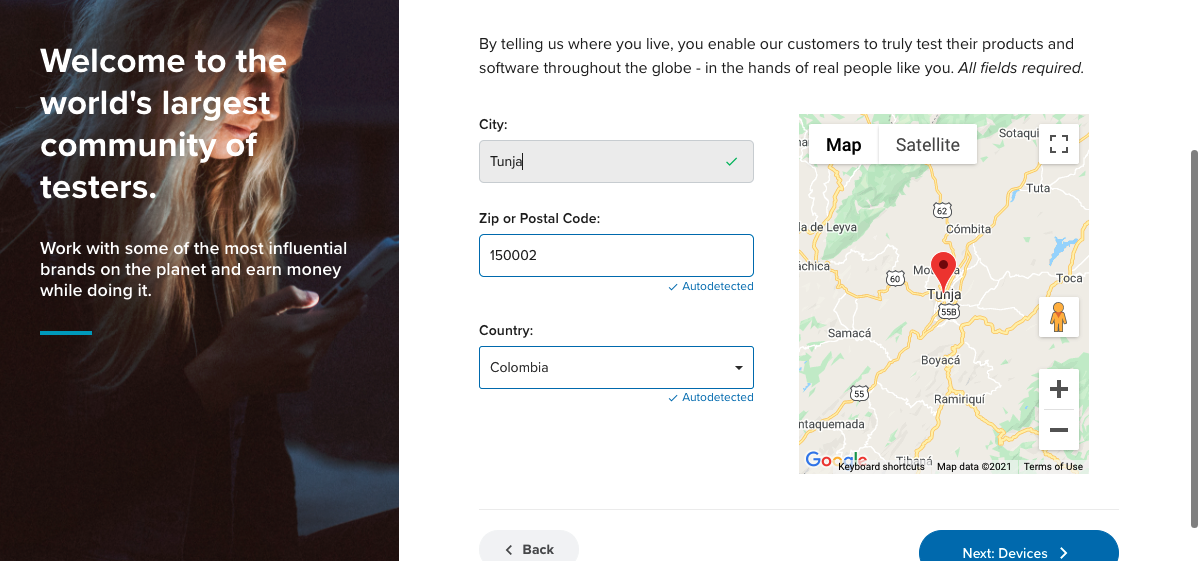 Welcome to the
world's largest
community of
testers.
Work with some of the most influential
brands on the planet and earn money
while doing it.
By telling us where you live, you enable our customers to truly test their products and
software throughout the globe - in the hands of real people like you. All fields required.
City:
Tunja
Zip or Postal Code:
150002
Autodetected
Country:
Colombia
Autodetected
Map
Satellite
Sotaqui
Tuta
62
la de Leyva
Cómbita
áchica
60
Toca
Tunja
55B
Samacá
Boyacá
55
Ramiriquí
ntaquemada
Tibaná
Google
Keyboard shortcuts
Map data ©2021
Terms of Use
Back
Next: Devices